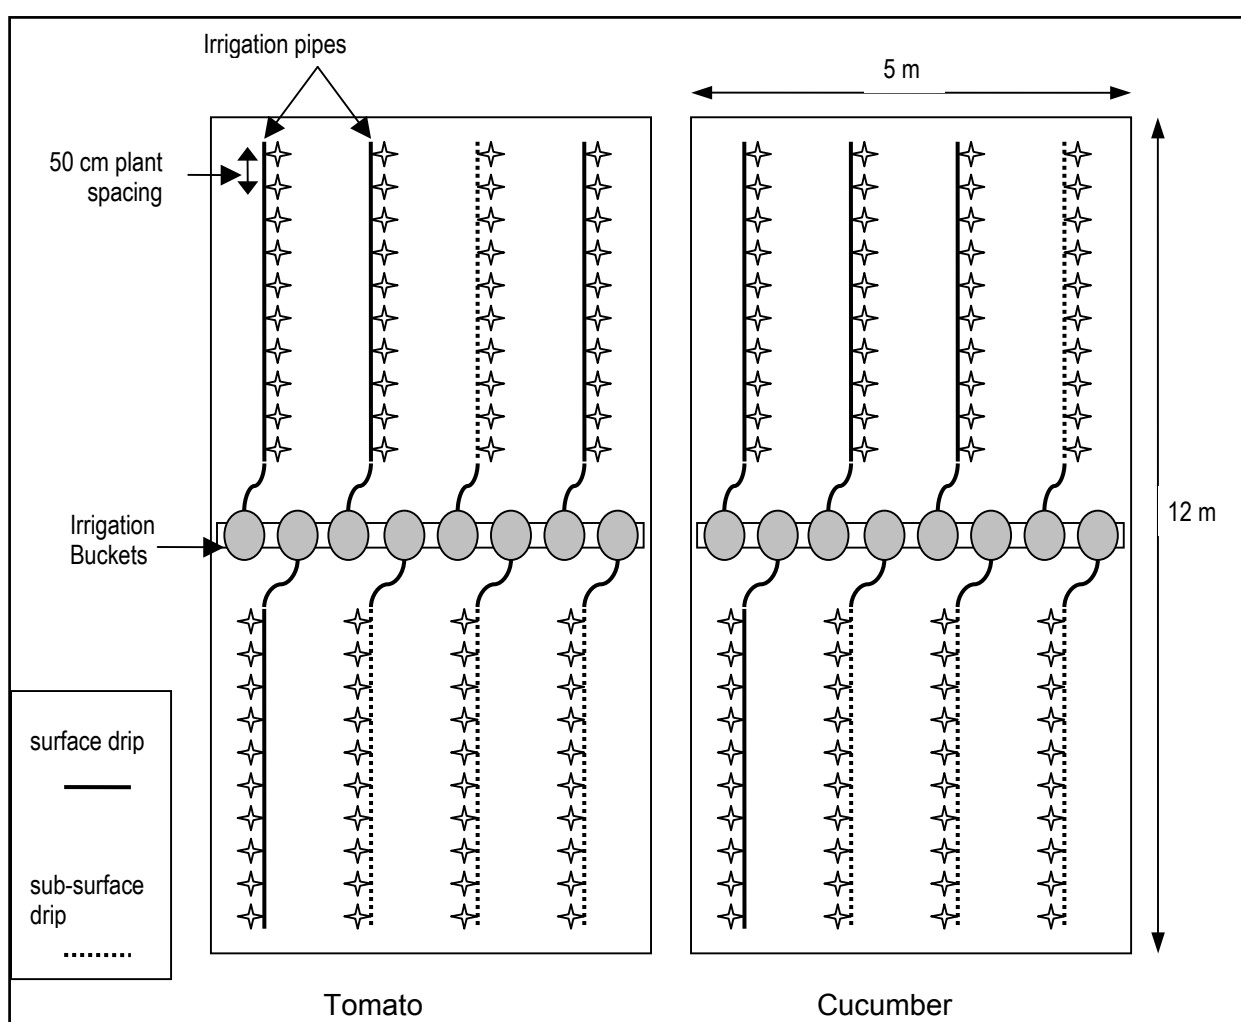 Irrigation pipes
5 m
50 cm plant
spacing
12 m
Irrigation
Buckets
surface drip
sub-surface
drip
Tomato
Cucumber